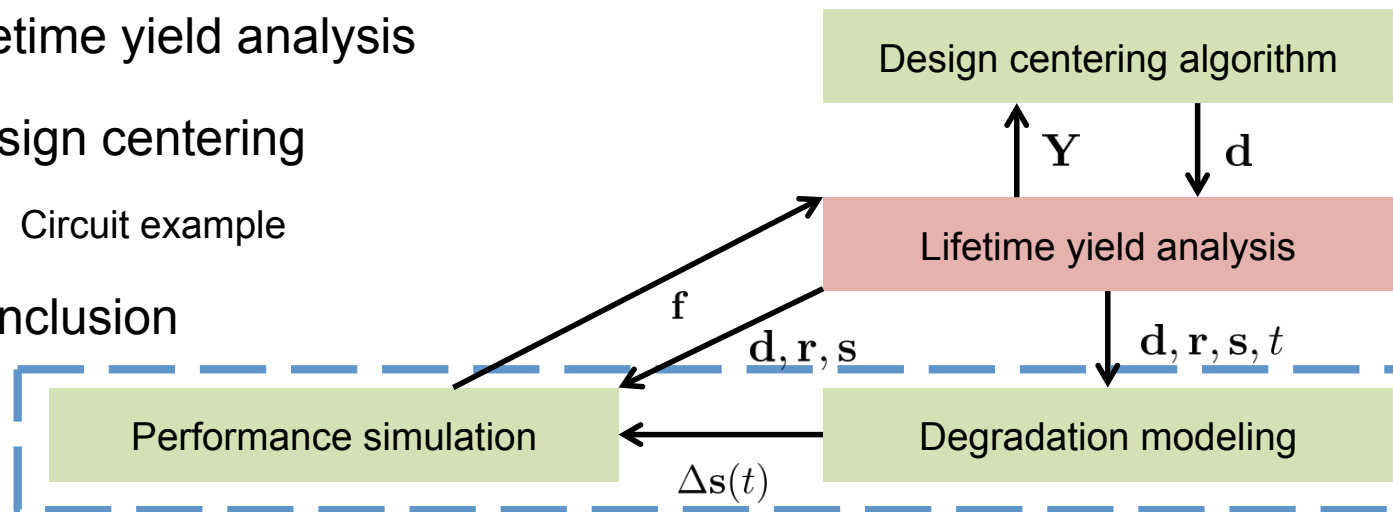 etime yield analysis
sign centering
Circuit example
nclusion
Design centering algorithm
Y
d
Lifetime yield analysis
f
d, r, s
d, r, s, t
Performance simulation
Degradation modeling
Δs(t)